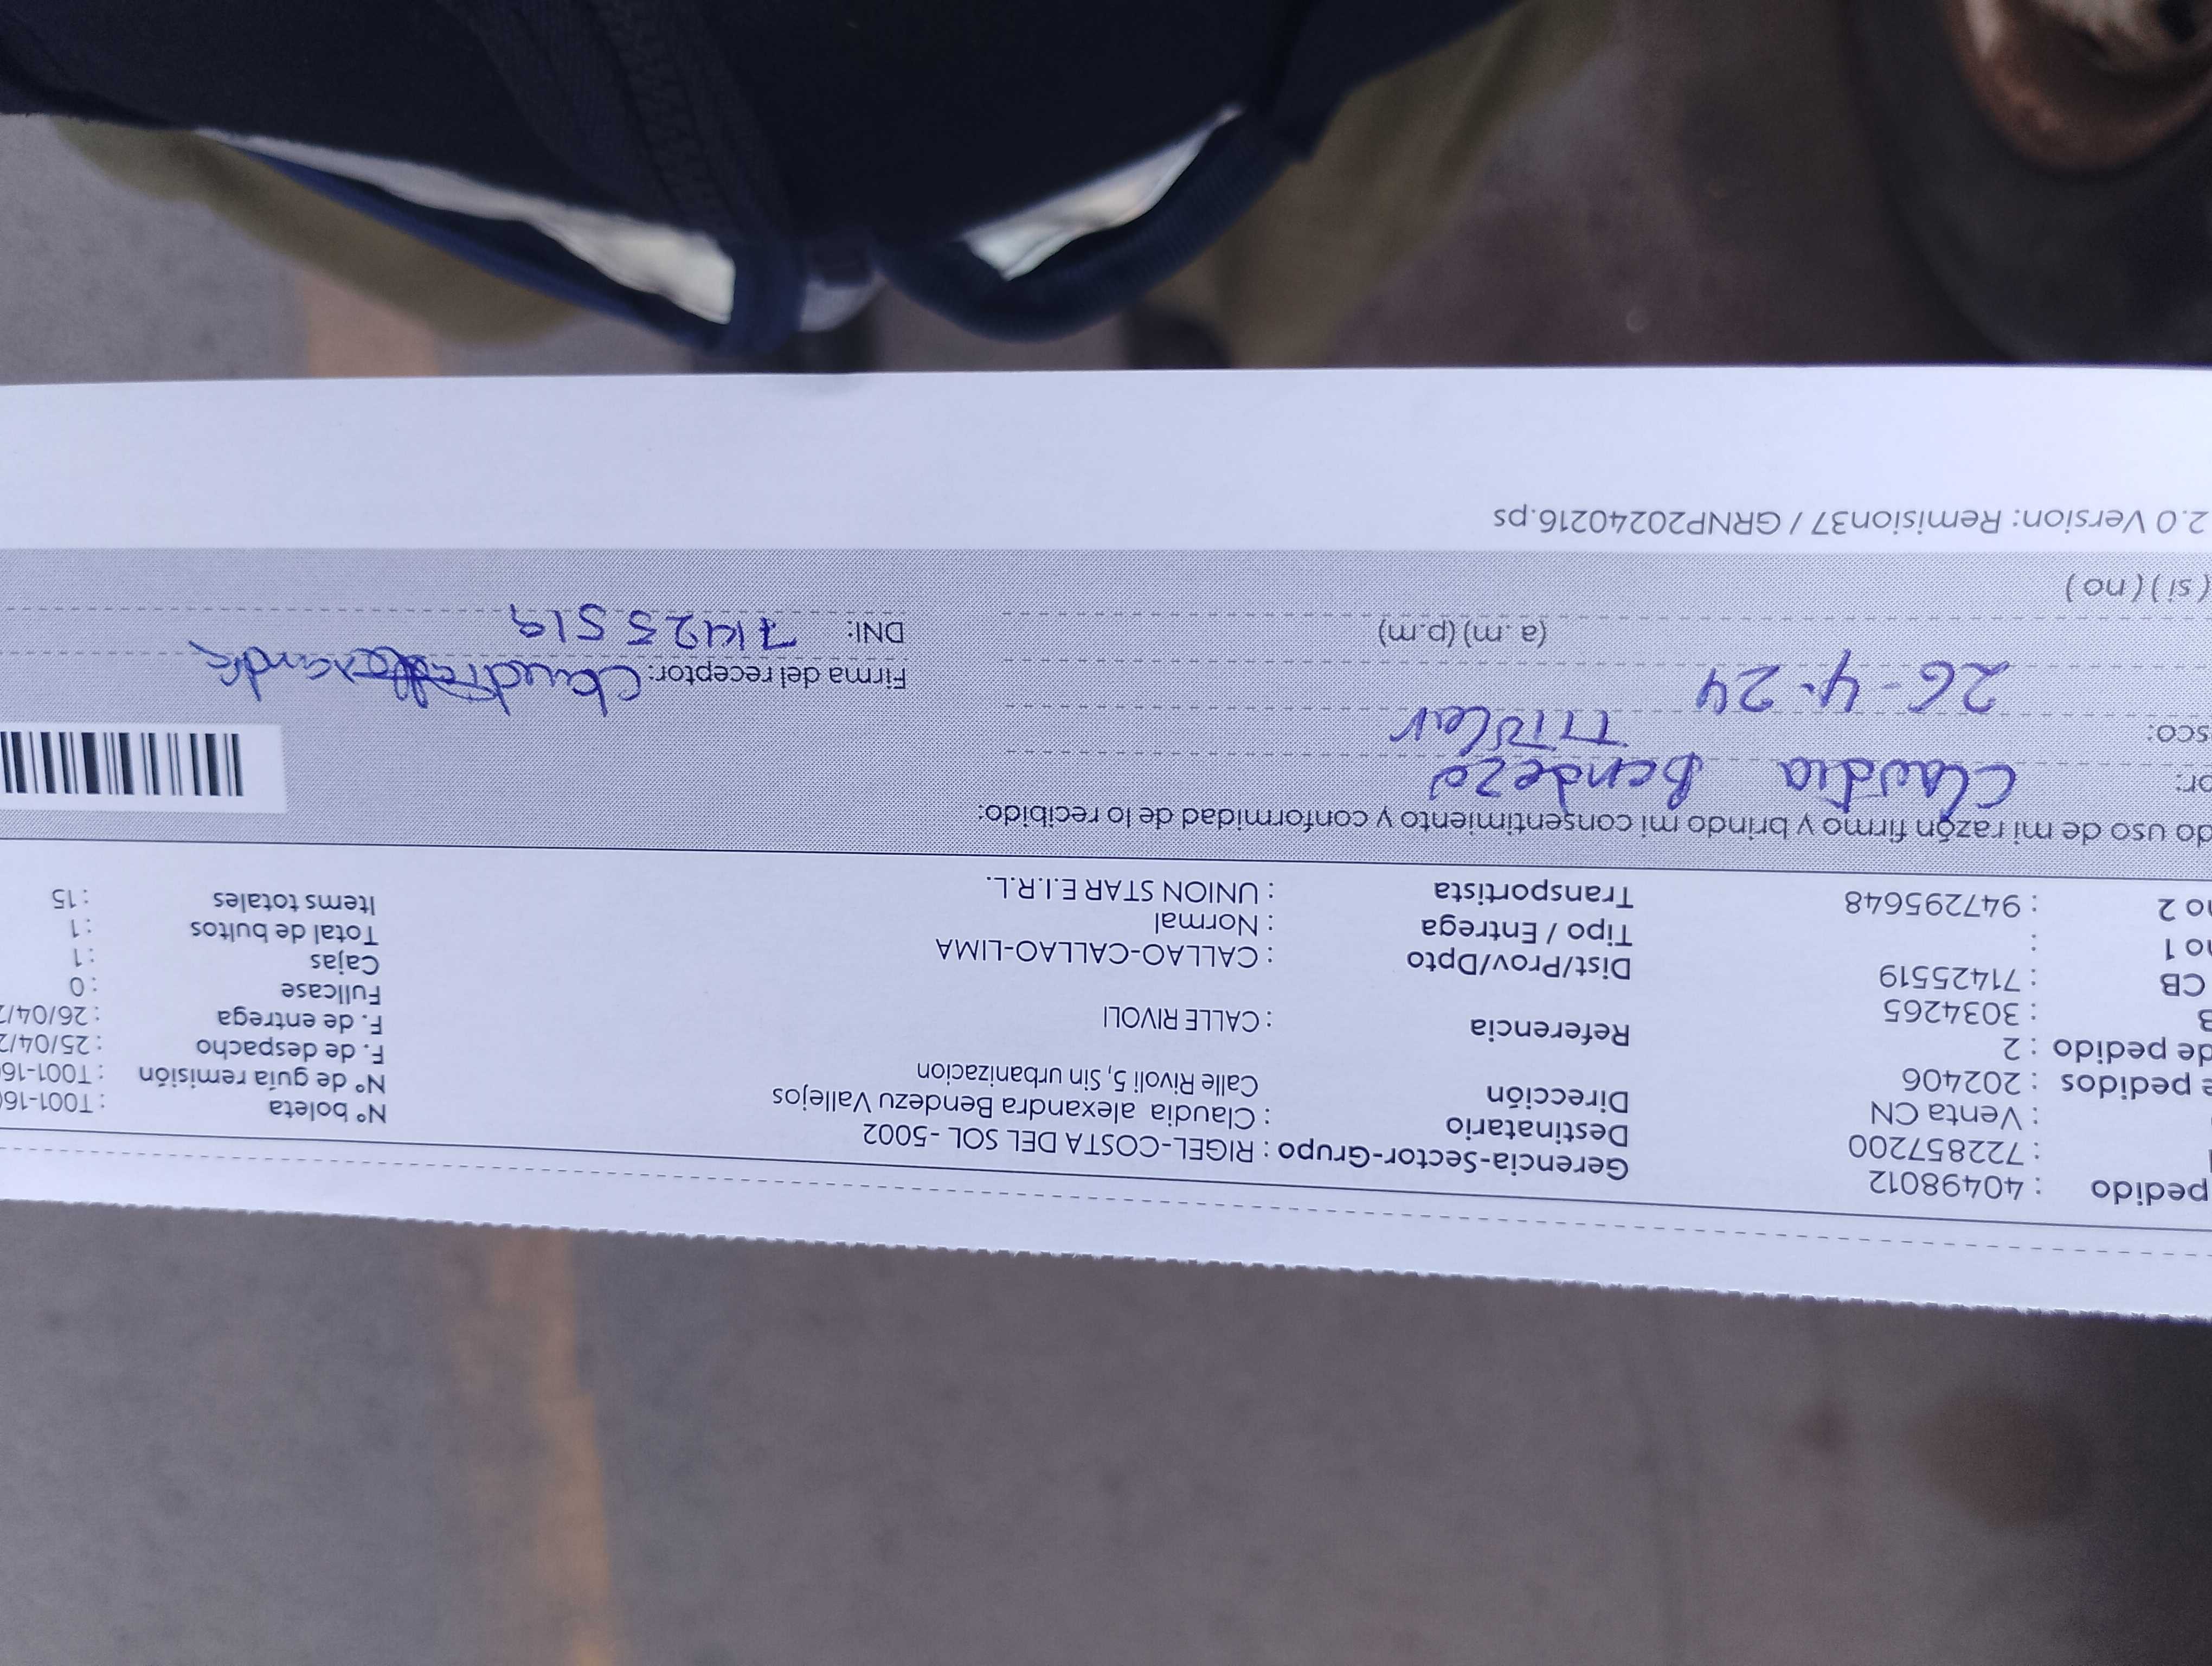 pedido : 40498012
: 722857200
: Venta CN
e pedidos : 202406
de pedido : 2
: 3034265
CB : 71425519
no 1 :
no 2 : 947295648
Gerencia-Sector-Grupo : RIGEL-COSTA DEL SOL -5002
Destinatario : Claudia alexandra Bendezu Vallejos
Dirección Calle Rivoli 5, Sin urbanizacion
Referencia : CALLE RIVOLI
Dist/Prov/Dpto : CALLAO-CALLAO-LIMA
Tipo / Entrega : Normal
Transportista : UNION STAR E.I.R.L.
N° boleta : T001-16
N° de guía remisión : T001-16
F. de despacho : 25/04/2
F. de entrega : 26/04/2
Fullcase : 0
Cajas : 1
Total de bultos : 1
Items totales : 15
do uso de mi razón firmo y brindo mi consentimiento y conformidad de lo recibido:
or: Claudia Bendezo
sco: Titular
26-4-24
(a. m) (p.m)
( si ) ( no )
Firma del receptor: Claudia Alexandra
DNI: 71425519
2.0 Version: Remision37 / GRNP20240216.ps